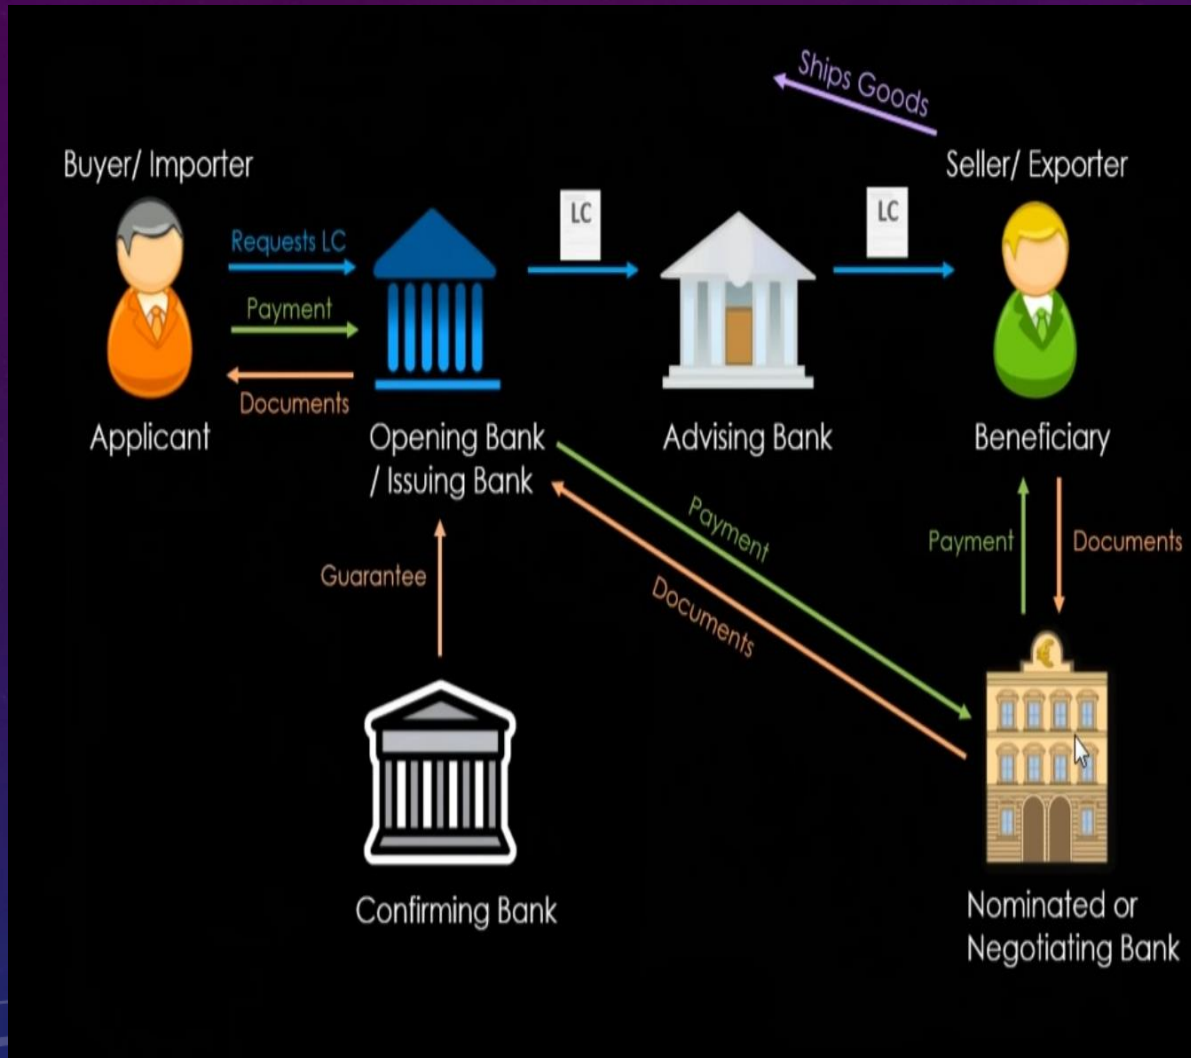 Ships Goods
Buyer/ Importer
Seller/ Exporter
LC
LC
Requests LC
Payment
Documents
Applicant
Opening Bank
/ Issuing Bank
Advising Bank
Beneficiary
Payment
Documents
Payment
Documents
Guarantee
Confirming Bank
Nominated or
Negotiating Bank